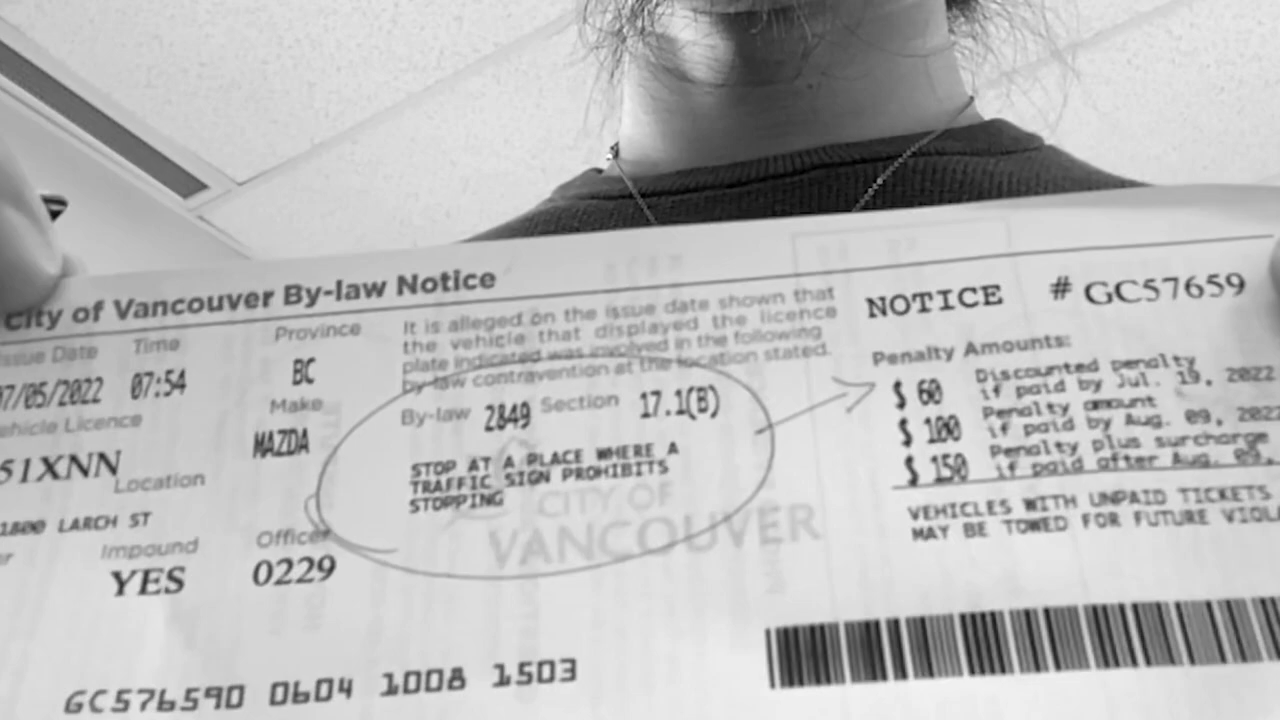 City of Vancouver By-law Notice
Issue Date Time Province
07/05/2022 07:54 BC
Vehicle Licence Make
51XNN MAZDA
Location
1800 LARCH ST
Impound Officer
YES 0229
It is alleged on the issue date shown that
the vehicle that displayed the licence
plate indicated was involved in the following
by-law contravention at the location stated.
By-law 2849 Section 17.1(B)
STOP AT A PLACE WHERE A
TRAFFIC SIGN PROHIBITS
STOPPING
CITY OF
VANCOUVER
NOTICE # GC57659
Penalty Amounts:
$ 60 Discounted penalty
if paid by Jul. 19, 2022
$ 100 Penalty amount
if paid by Aug. 09, 2022
$ 150 Penalty plus surcharge
if paid after Aug. 09,
VEHICLES WITH UNPAID TICKETS
MAY BE TOWED FOR FUTURE
GC576590 0604 1008 1503